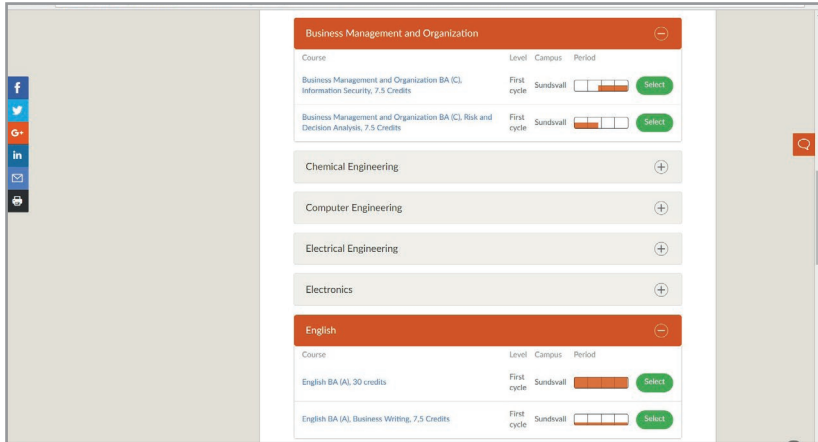 Business Management and Organization
Course Level Campus Period
Business Management and Organization BA (C), Information Security, 7.5 Credits First cycle Sundsvall Select
Business Management and Organization BA (C), Risk and Decision Analysis, 7.5 Credits First cycle Sundsvall Select
Chemical Engineering
Computer Engineering
Electrical Engineering
Electronics
English
Course Level Campus Period
English BA (A), 30 credits First cycle Sundsvall Select
English BA (A), Business Writing, 7,5 Credits First cycle Sundsvall Select
f
G+
in